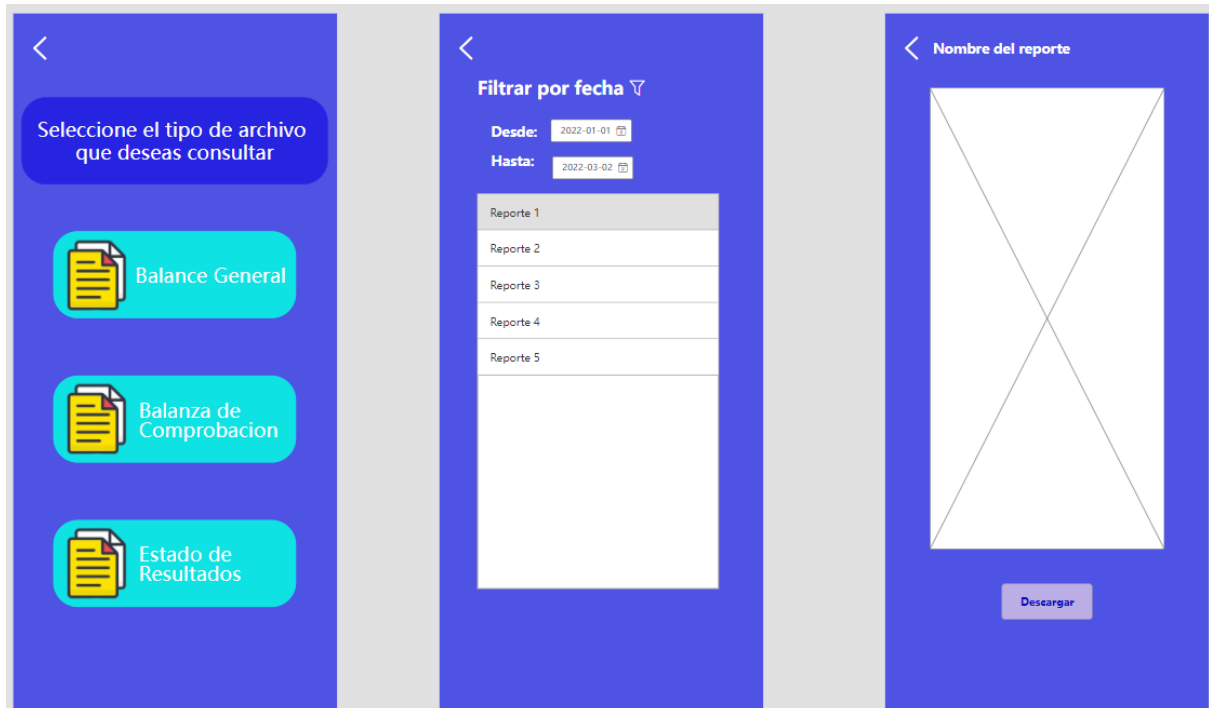 Seleccione el tipo de archivo
que deseas consultar
Balance General
Balanza de
Comprobacion
Estado de
Resultados
Filtrar por fecha
Desde: 2022-01-01
Hasta: 2022-03-02
Reporte 1
Reporte 2
Reporte 3
Reporte 4
Reporte 5
Nombre del reporte
Descargar